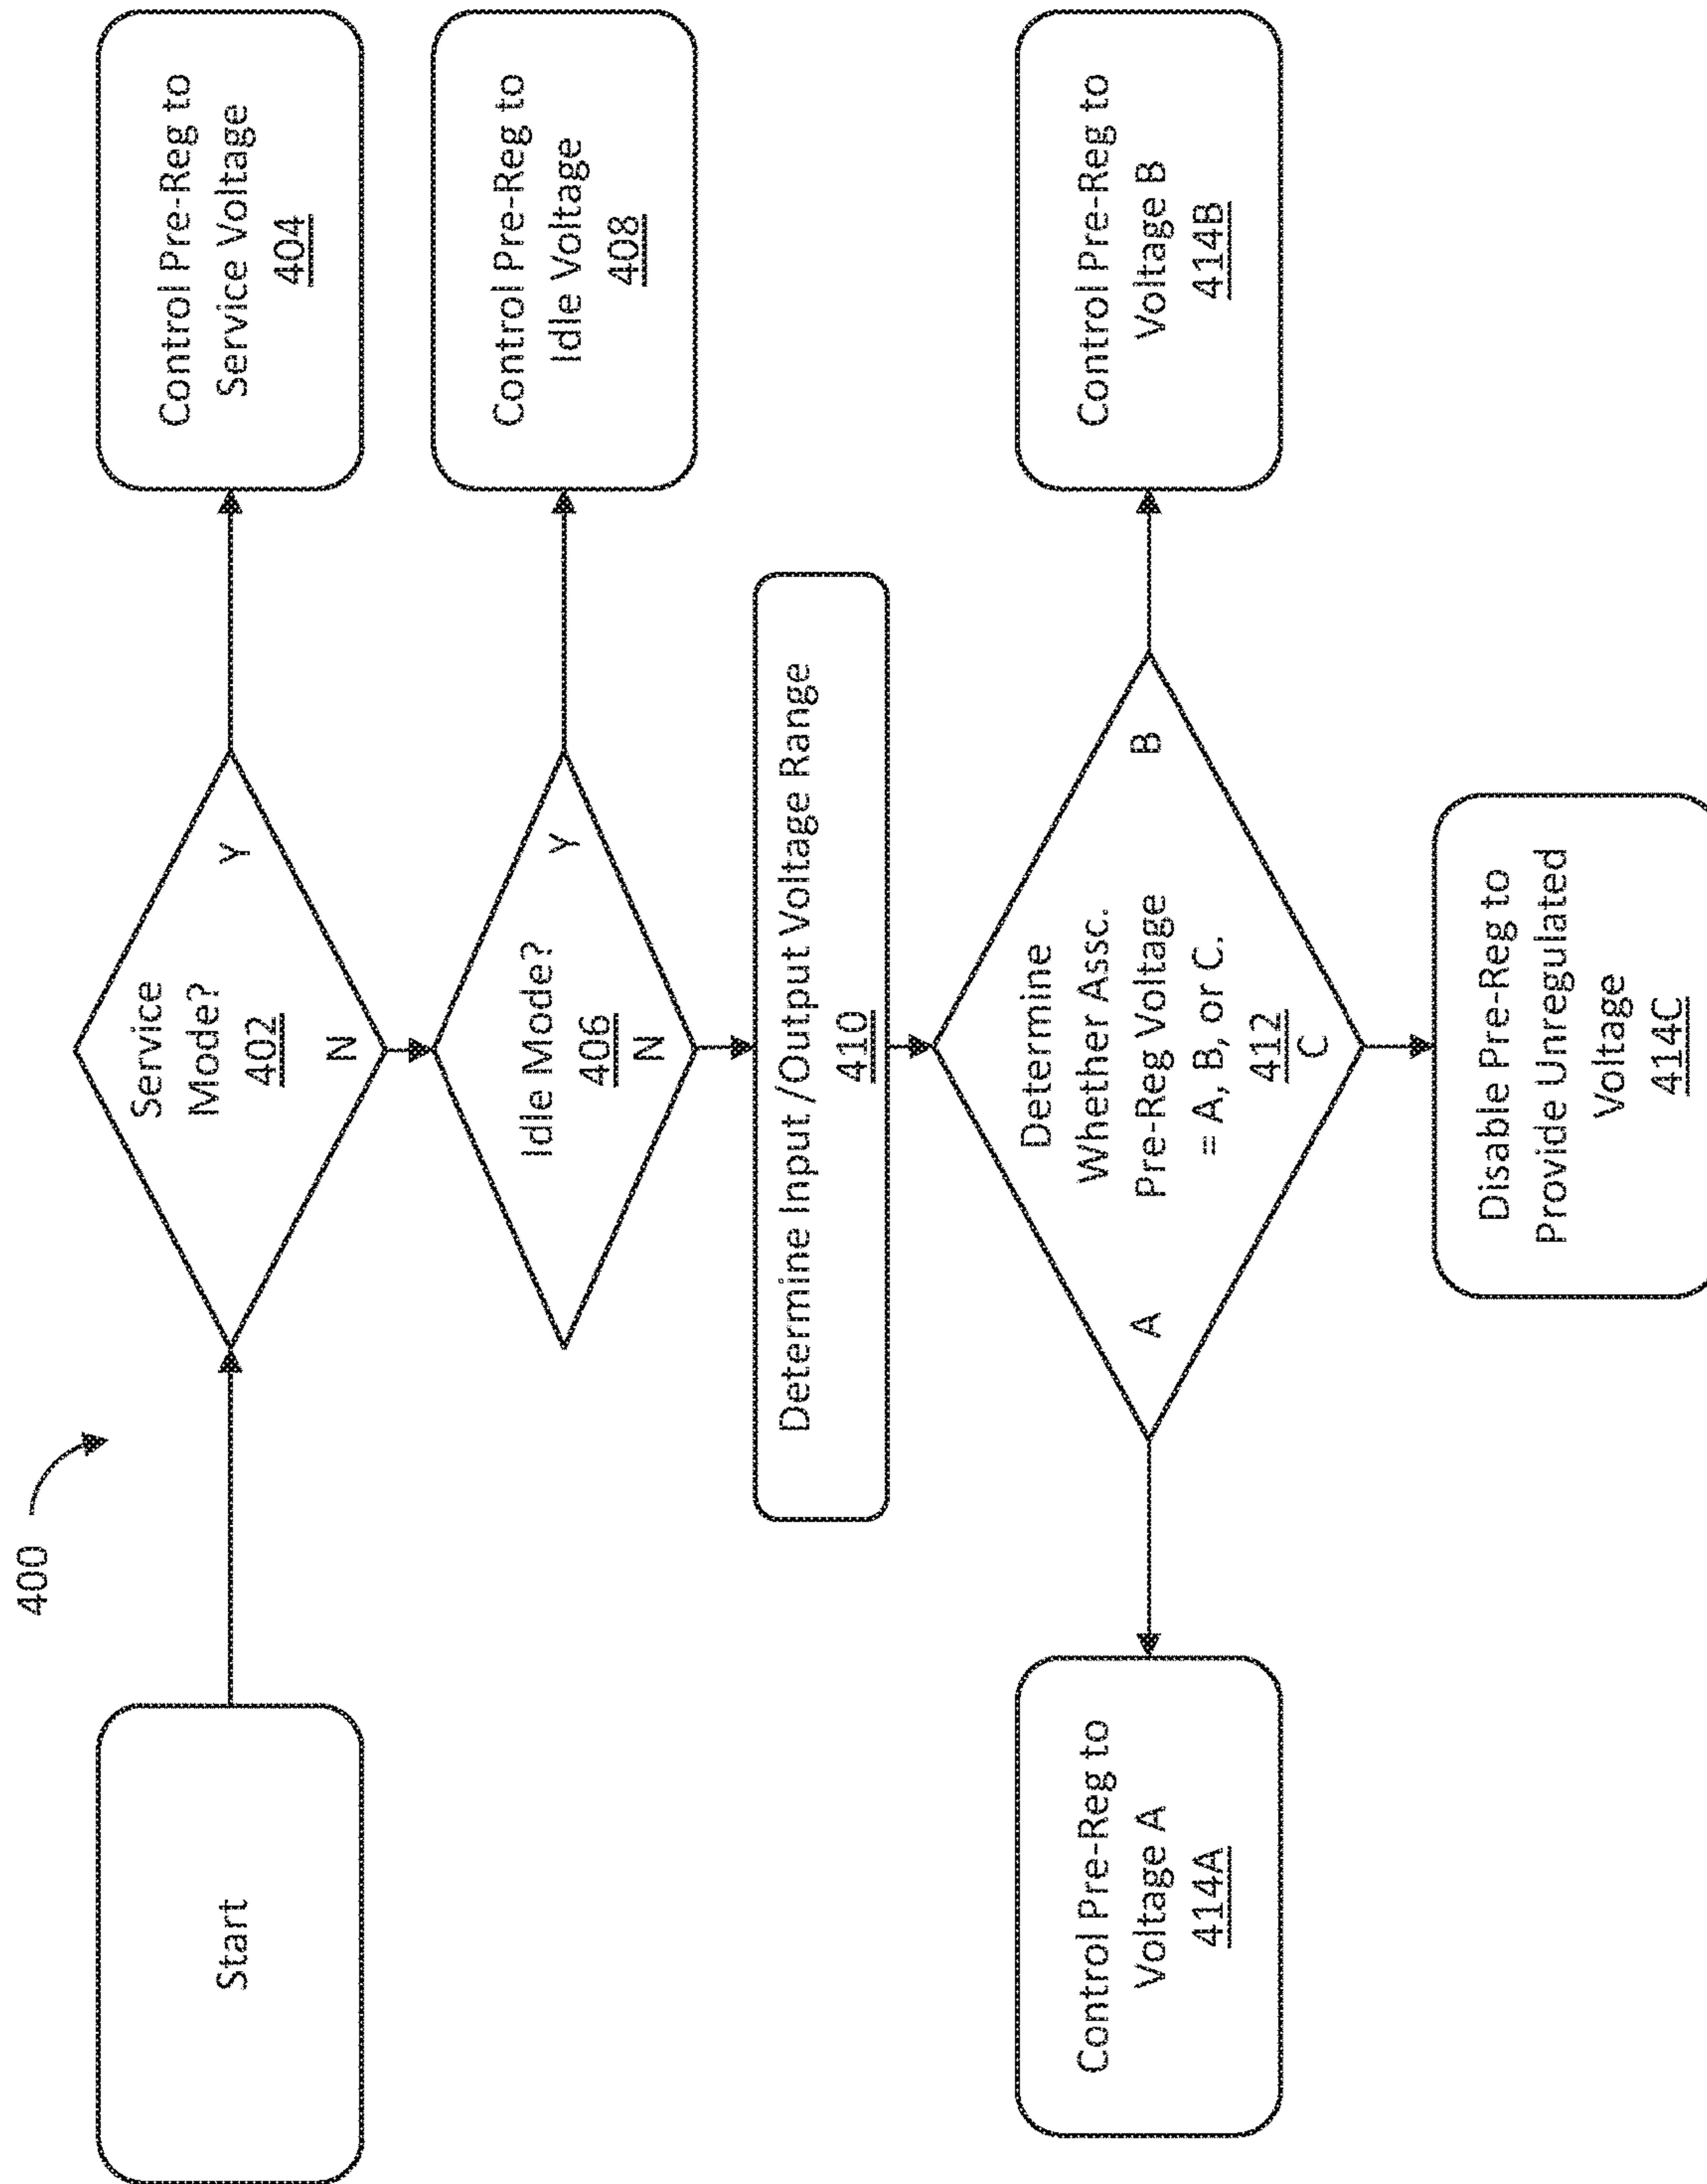 400
Start
Service
Mode?
402
Y
N
Control Pre-Reg to
Service Voltage
404
Idle Mode?
406
Y
N
Control Pre-Reg to
Idle Voltage
408
Determine Input /Output Voltage Range
410
Determine
Whether Assc.
Pre-Reg Voltage
= A, B, or C.
412
A
B
C
Control Pre-Reg to
Voltage A
414A
Control Pre-Reg to
Voltage B
414B
Disable Pre-Reg to
Provide Unregulated
Voltage
414C